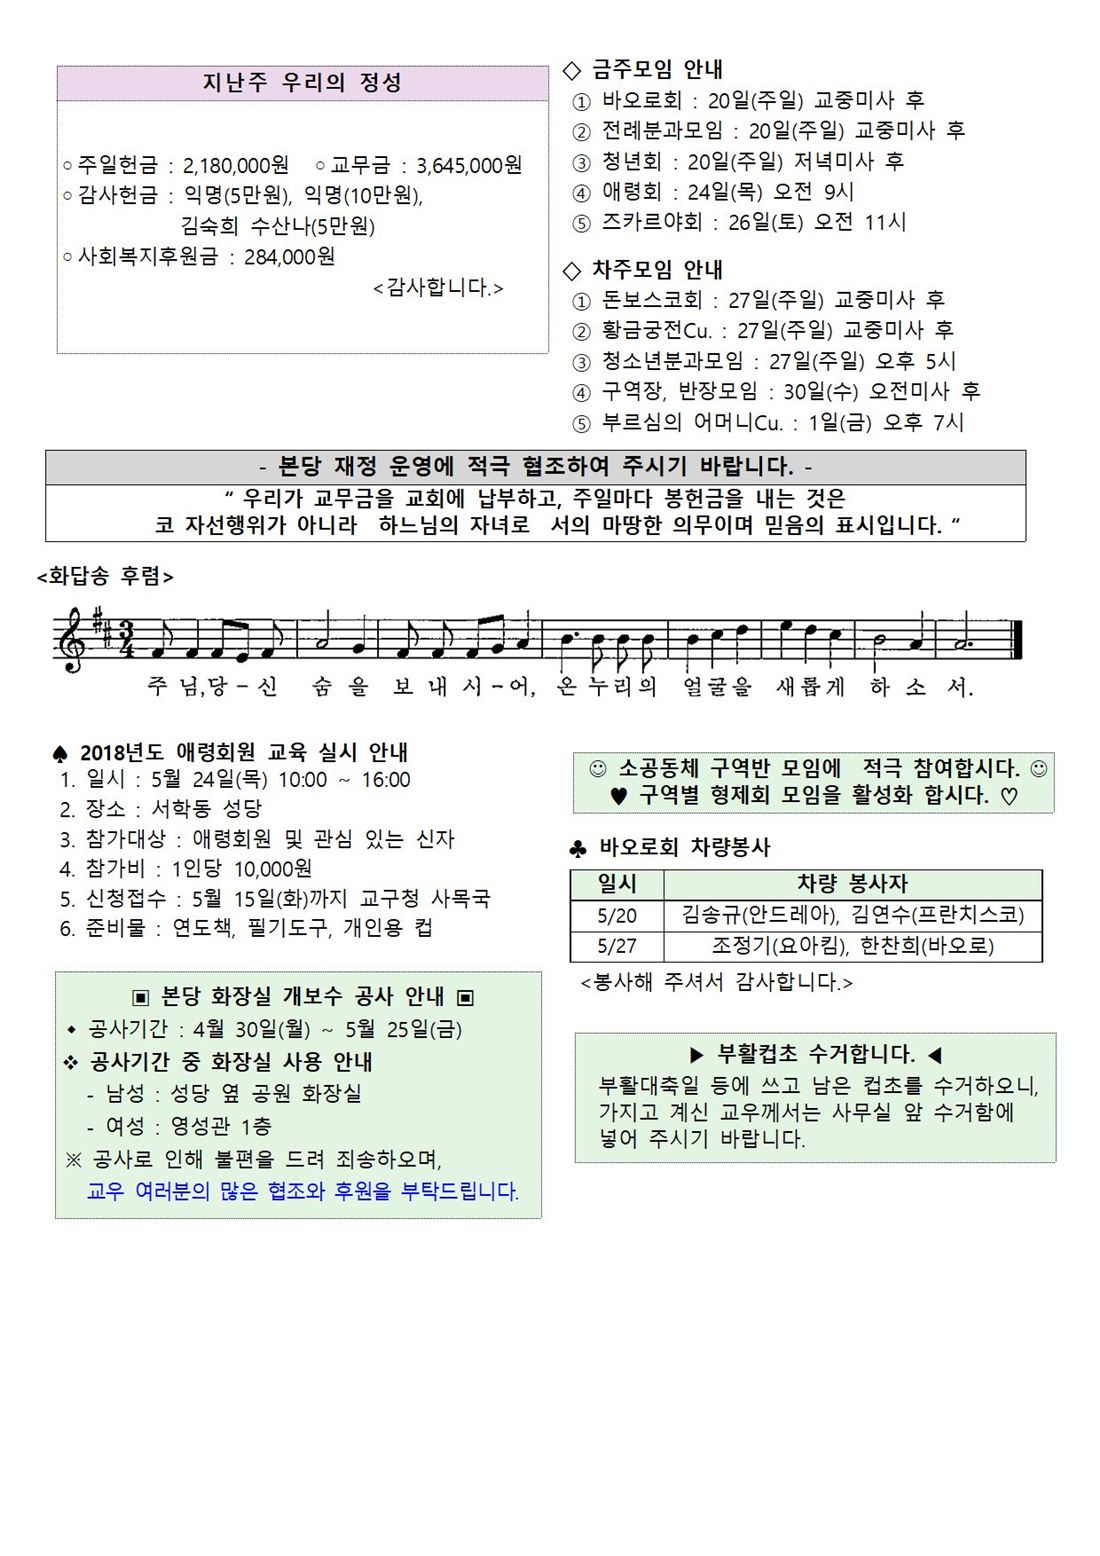 지난주 우리의 정성
○ 주일헌금 : 2,180,000원 ○ 교무금 : 3,645,000원
○ 감사헌금 : 익명(5만원), 익명(10만원),
김숙희 수산나(5만원)
○ 사회복지후원금 : 284,000원
<감사합니다.>
◇ 금주모임 안내
① 바오로회 : 20일(주일) 교중미사 후
② 전례분과모임 : 20일(주일) 교중미사 후
③ 청년회 : 20일(주일) 저녁미사 후
④ 애령회 : 24일(목) 오전 9시
⑤ 즈카르야회 : 26일(토) 오전 11시
◇ 차주모임 안내
① 돈보스코회 : 27일(주일) 교중미사 후
② 황금궁전Cu. : 27일(주일) 교중미사 후
③ 청소년분과모임 : 27일(주일) 오후 5시
④ 구역장, 반장모임 : 30일(수) 오전미사 후
⑤ 부르심의 어머니Cu. : 1일(금) 오후 7시
- 본당 재정 운영에 적극 협조하여 주시기 바랍니다. -
“ 우리가 교무금을 교회에 납부하고, 주일마다 봉헌금을 내는 것은
코 자선행위가 아니라 하느님의 자녀로 서의 마땅한 의무이며 믿음의 표시입니다. “
<화답송 후렴>
3/4
주 님,당 - 신 숨 을 보 내 시 - 어, 온 누리의 얼굴을 새롭게 하 소 서.
♠ 2018년도 애령회원 교육 실시 안내
1. 일시 : 5월 24일(목) 10:00 ~ 16:00
2. 장소 : 서학동 성당
3. 참가대상 : 애령회원 및 관심 있는 신자
4. 참가비 : 1인당 10,000원
5. 신청접수 : 5월 15일(화)까지 교구청 사목국
6. 준비물 : 연도책, 필기도구, 개인용 컵
▣ 본당 화장실 개보수 공사 안내 ▣
◆ 공사기간 : 4월 30일(월) ~ 5월 25일(금)
❖ 공사기간 중 화장실 사용 안내
- 남성 : 성당 옆 공원 화장실
- 여성 : 영성관 1층
※ 공사로 인해 불편을 드려 죄송하오며,
교우 여러분의 많은 협조와 후원을 부탁드립니다.
☺ 소공동체 구역반 모임에 적극 참여합시다. ☺
♥ 구역별 형제회 모임을 활성화 합시다. ♡
♣ 바오로회 차량봉사
일시 차량 봉사자
5/20 김송규(안드레아), 김연수(프란치스코)
5/27 조정기(요아킴), 한찬희(바오로)
<봉사해 주셔서 감사합니다.>
▶ 부활컵초 수거합니다. ◀
부활대축일 등에 쓰고 남은 컵초를 수거하오니,
가지고 계신 교우께서는 사무실 앞 수거함에
넣어 주시기 바랍니다.